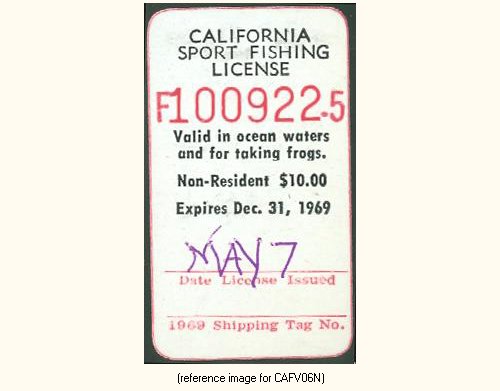 CALIFORNIA
SPORT FISHING
LICENSE
F100922-5
Valid in ocean waters
and for taking frogs.
Non-Resident $10.00
Expires Dec. 31, 1969
MAY 7
Date License Issued
1969 Shipping Tag No.
(reference image for CAFV06N)